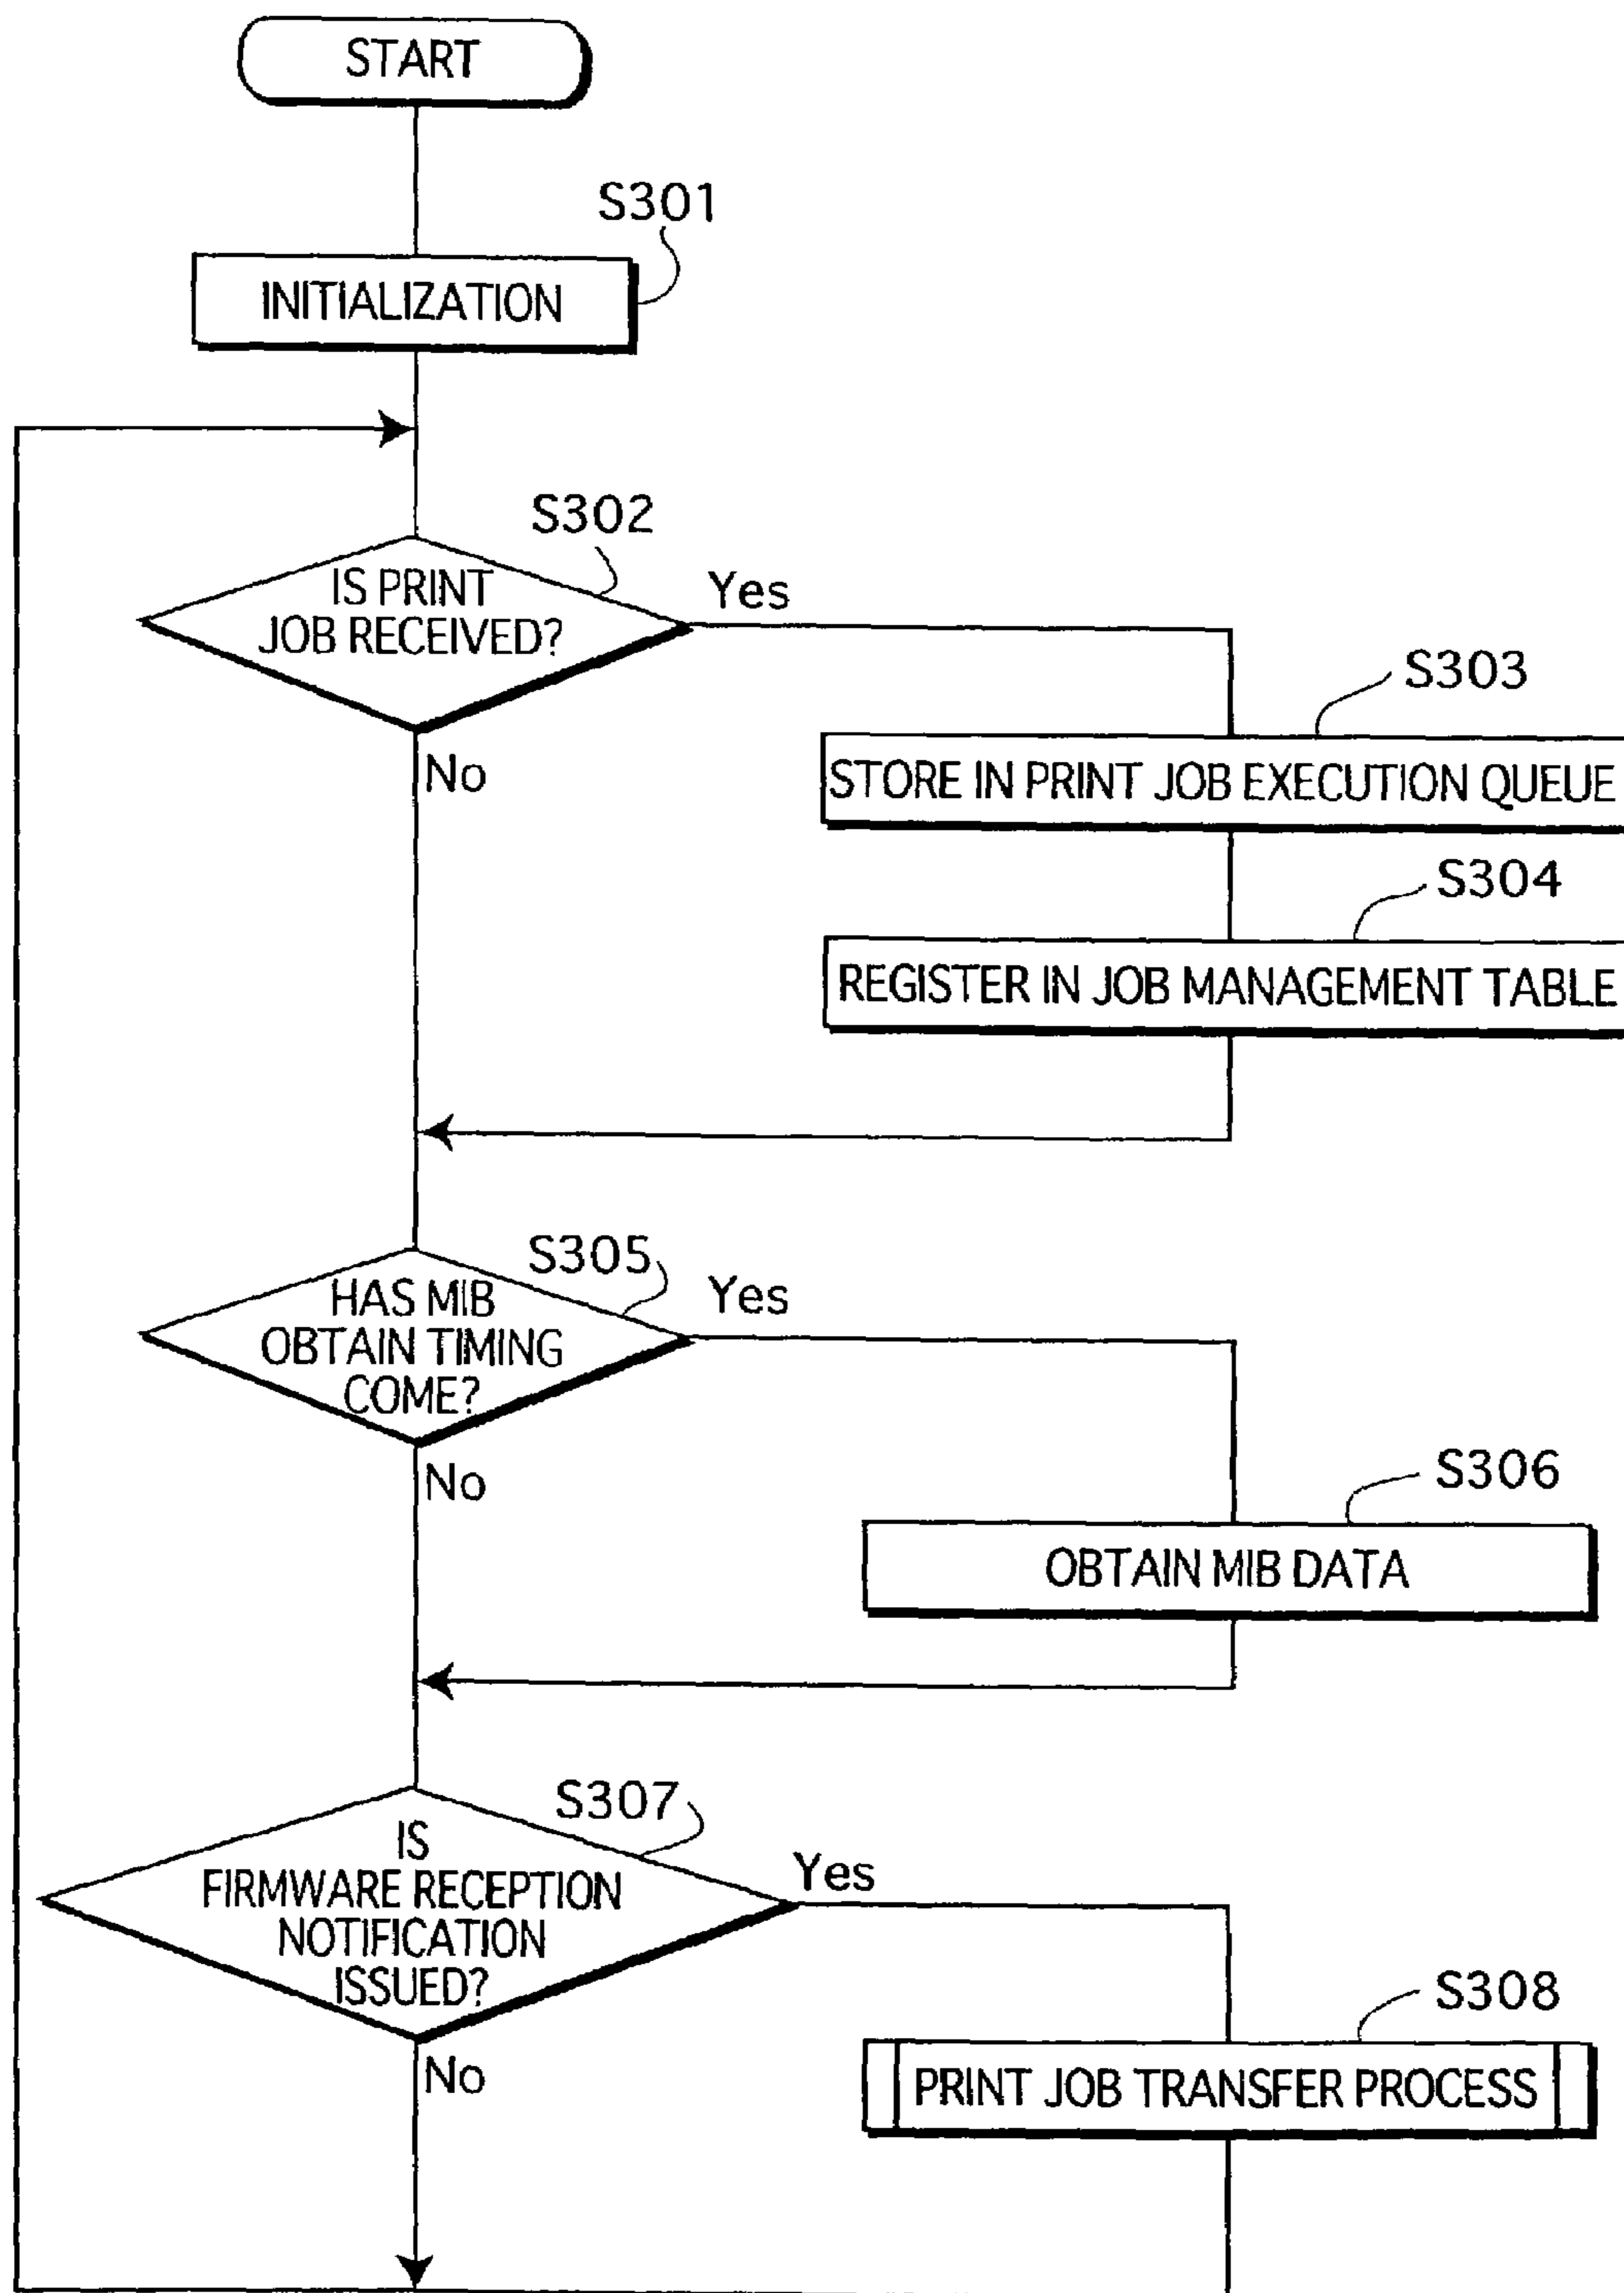 START
S301
INITIALIZATION
S302
IS PRINT
JOB RECEIVED?
Yes
No
S303
STORE IN PRINT JOB EXECUTION QUEUE
S304
REGISTER IN JOB MANAGEMENT TABLE
S305
HAS MIB
OBTAIN TIMING
COME?
Yes
No
S306
OBTAIN MIB DATA
S307
IS
FIRMWARE RECEPTION
NOTIFICATION
ISSUED?
Yes
No
S308
PRINT JOB TRANSFER PROCESS